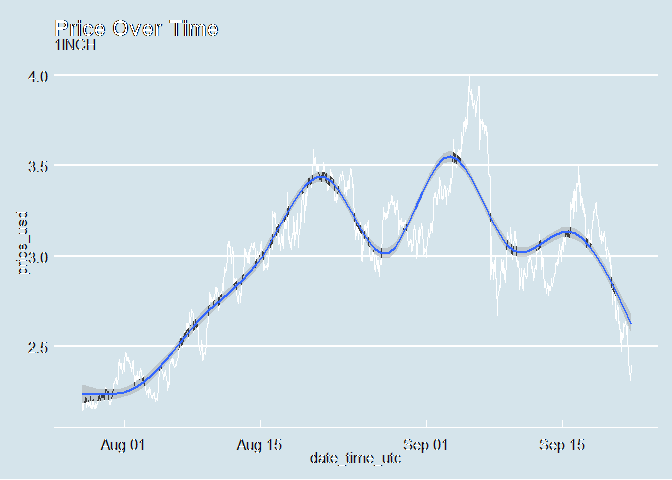 Price Over Time
1INCH
4.0
3.5
3.0
2.5
Aug 01
Aug 15
Sep 01
Sep 15
date_time_utc